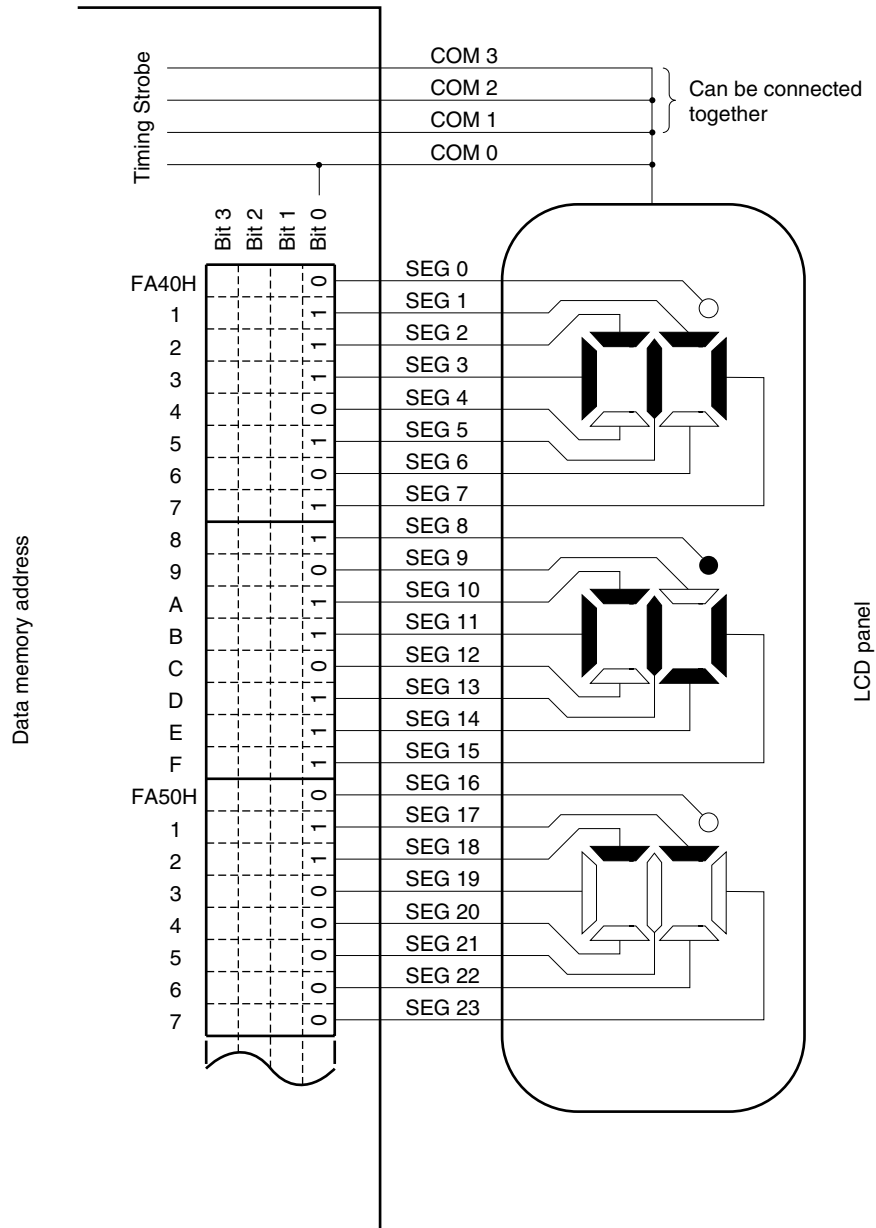 Timing Strobe
COM 3
COM 2
COM 1
COM 0
Can be connected
together
Bit 3
Bit 2
Bit 1
Bit 0
Data memory address
LCD panel
FA40H 0 SEG 0
1 1 SEG 1
2 1 SEG 2
3 1 SEG 3
4 0 SEG 4
5 1 SEG 5
6 0 SEG 6
7 1 SEG 7
8 1 SEG 8
9 0 SEG 9
A 1 SEG 10
B 1 SEG 11
C 0 SEG 12
D 1 SEG 13
E 1 SEG 14
F 1 SEG 15
FA50H 0 SEG 16
1 1 SEG 17
2 1 SEG 18
3 0 SEG 19
4 0 SEG 20
5 0 SEG 21
6 0 SEG 22
7 0 SEG 23